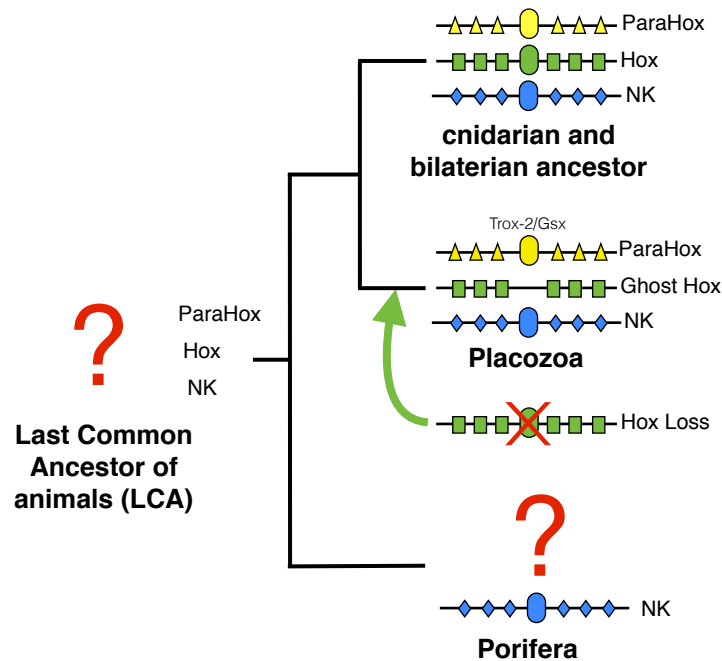 ParaHox
Hox
NK
cnidarian and
bilaterian ancestor
Trox-2/Gsx
ParaHox
Ghost Hox
NK
Placozoa
Hox Loss
?
ParaHox
Hox
NK
Last Common
Ancestor of
animals (LCA)
?
NK
Porifera